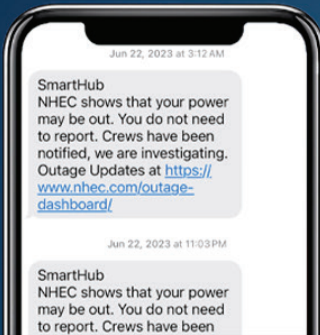 Jun 22, 2023 at 3:12 AM
SmartHub
NHEC shows that your power
may be out. You do not need
to report. Crews have been
notified, we are investigating.
Outage Updates at https://
www.nhec.com/outage-
dashboard/
Jun 22, 2023 at 11:03 PM
SmartHub
NHEC shows that your power
may be out. You do not need
to report. Crews have been